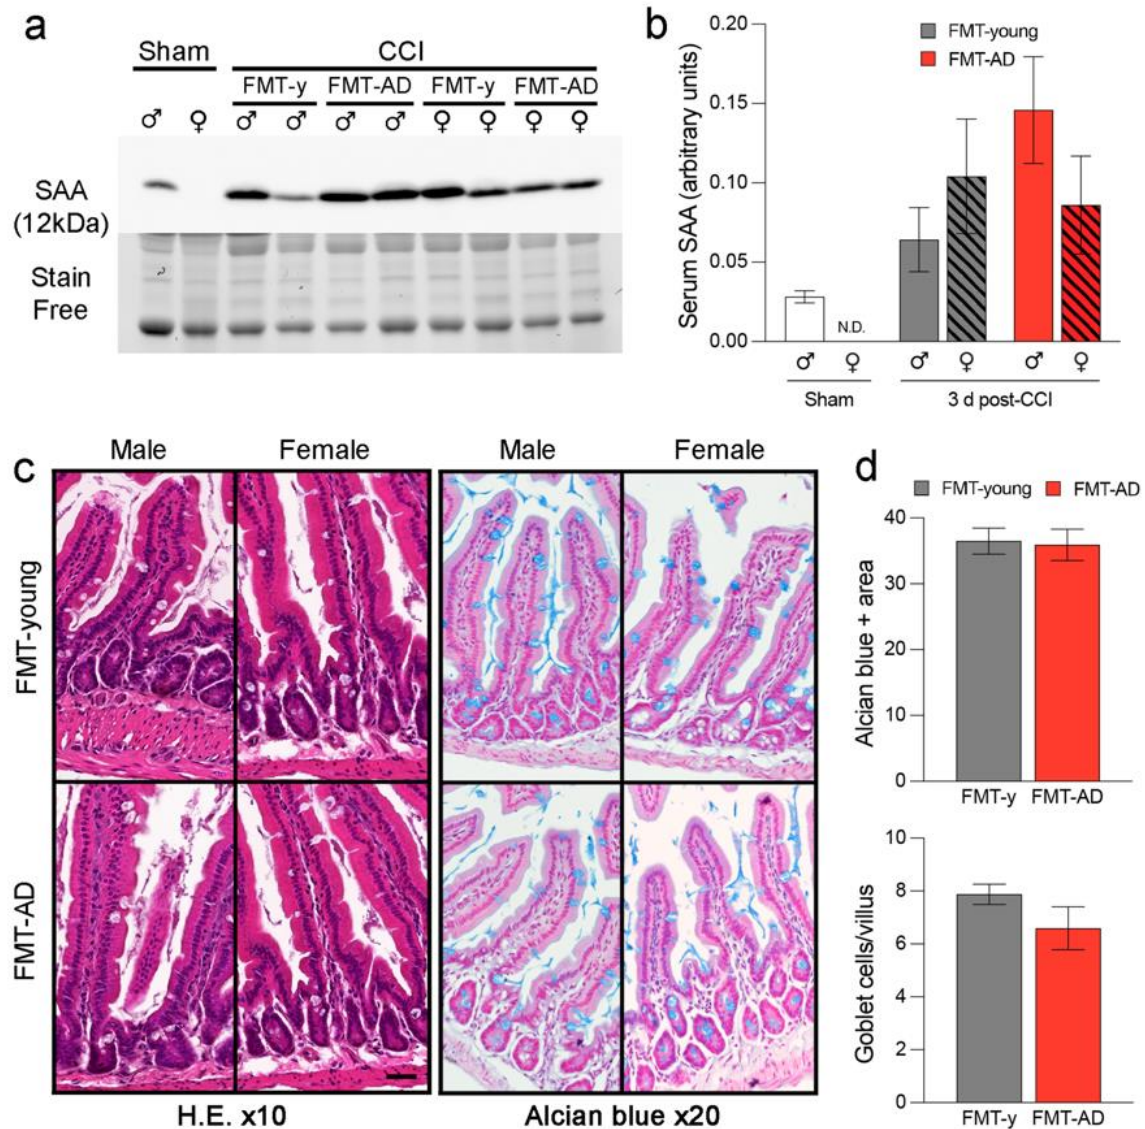 a
Sham
CCI
FMT-y FMT-AD FMT-y FMT-AD
♂ ♀ ♂ ♂ ♂ ♂ ♀ ♀ ♀ ♀
SAA
(12kDa)
Stain
Free
b
FMT-young
FMT-AD
Serum SAA (arbitrary units)
0.20
0.15
0.10
0.05
0.00
N.D.
♂ ♀ ♂ ♀ ♂ ♀
Sham
3 d post-CCI
c
Male Female Male Female
FMT-young
FMT-AD
H.E. x10
Alcian blue x20
d
FMT-young FMT-AD
Alcian blue + area
40
30
20
10
0
FMT-y FMT-AD
Goblet cells/villus
10
8
6
4
2
0
FMT-y FMT-AD